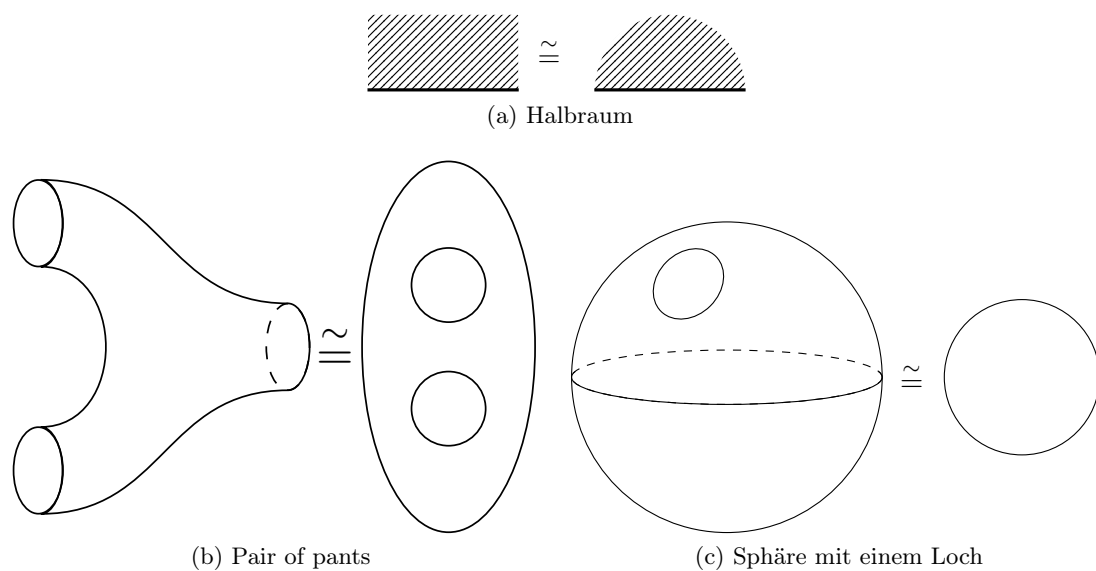 ≅
(a) Halbraum
≅
≅
(b) Pair of pants
(c) Sphäre mit einem Loch